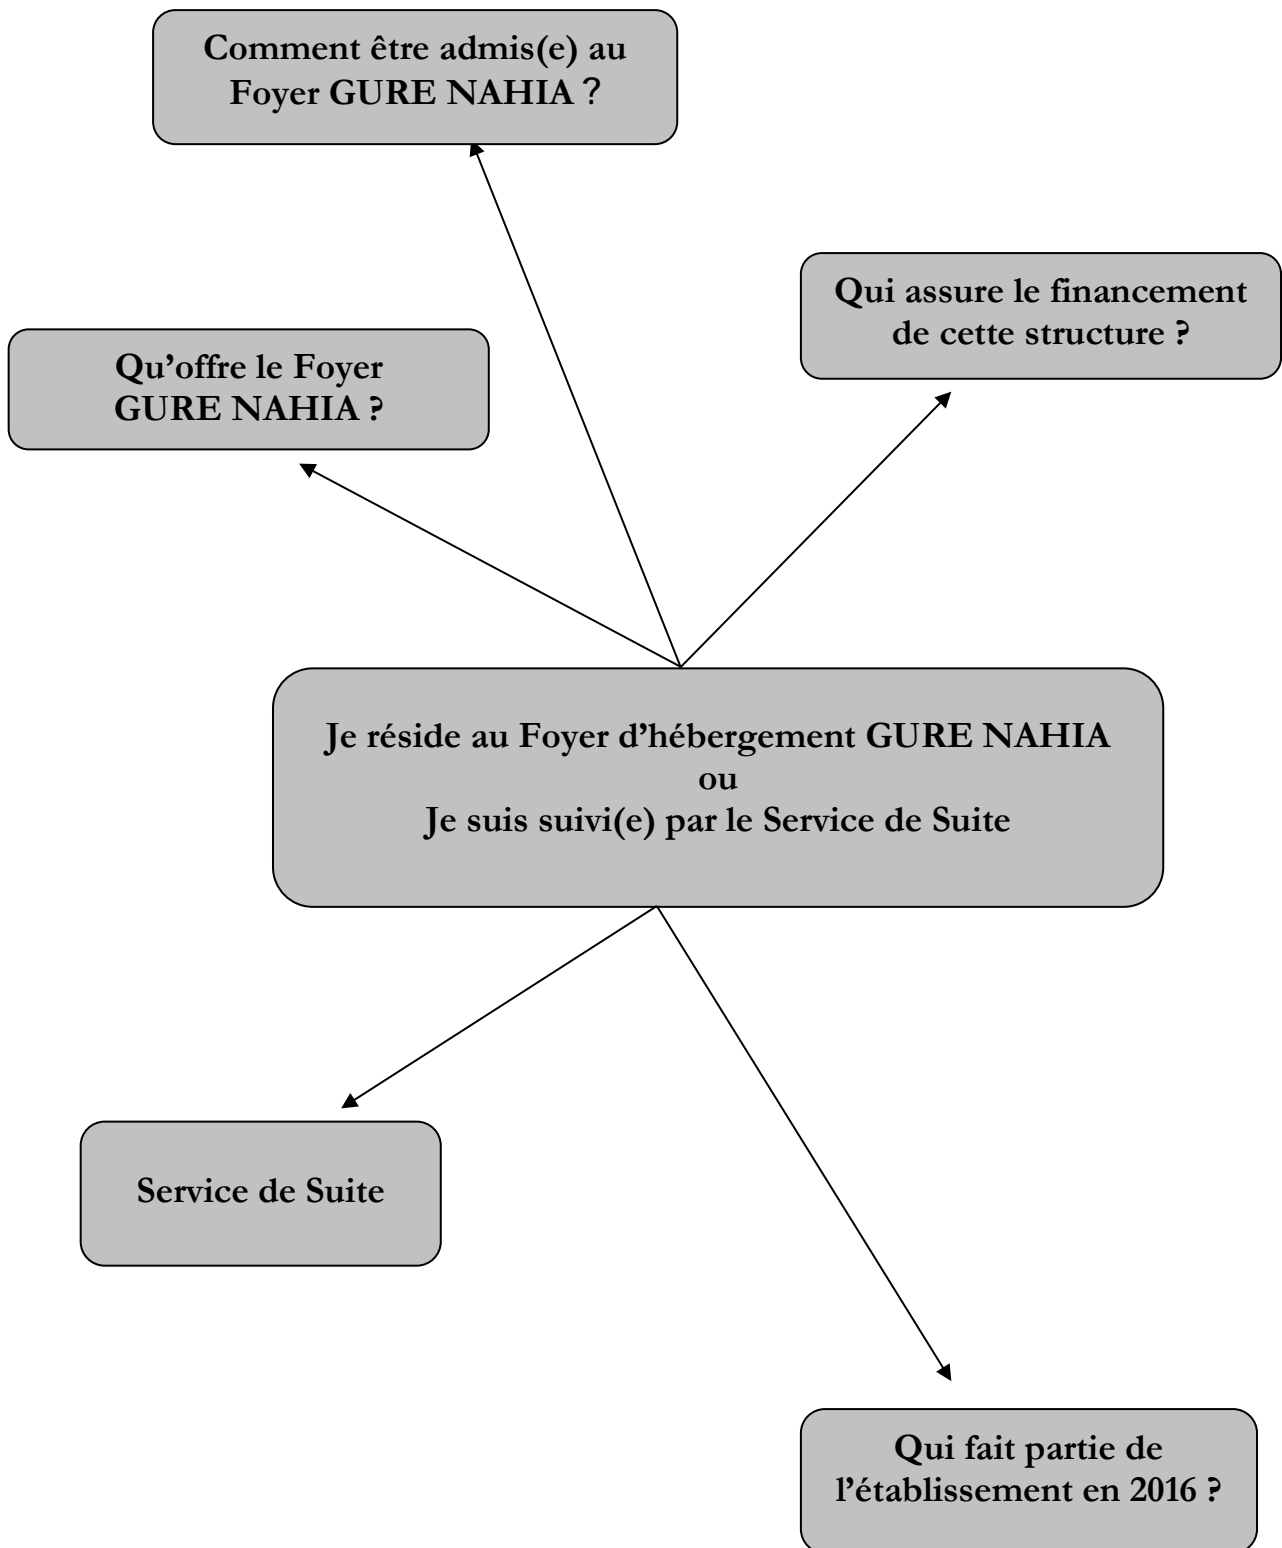 Comment être admis(e) au
Foyer GURE NAHIA ?
Qui assure le financement
de cette structure ?
Qu’offre le Foyer
GURE NAHIA ?
Je réside au Foyer d’hébergement GURE NAHIA
ou
Je suis suivi(e) par le Service de Suite
Service de Suite
Qui fait partie de
l’établissement en 2016 ?